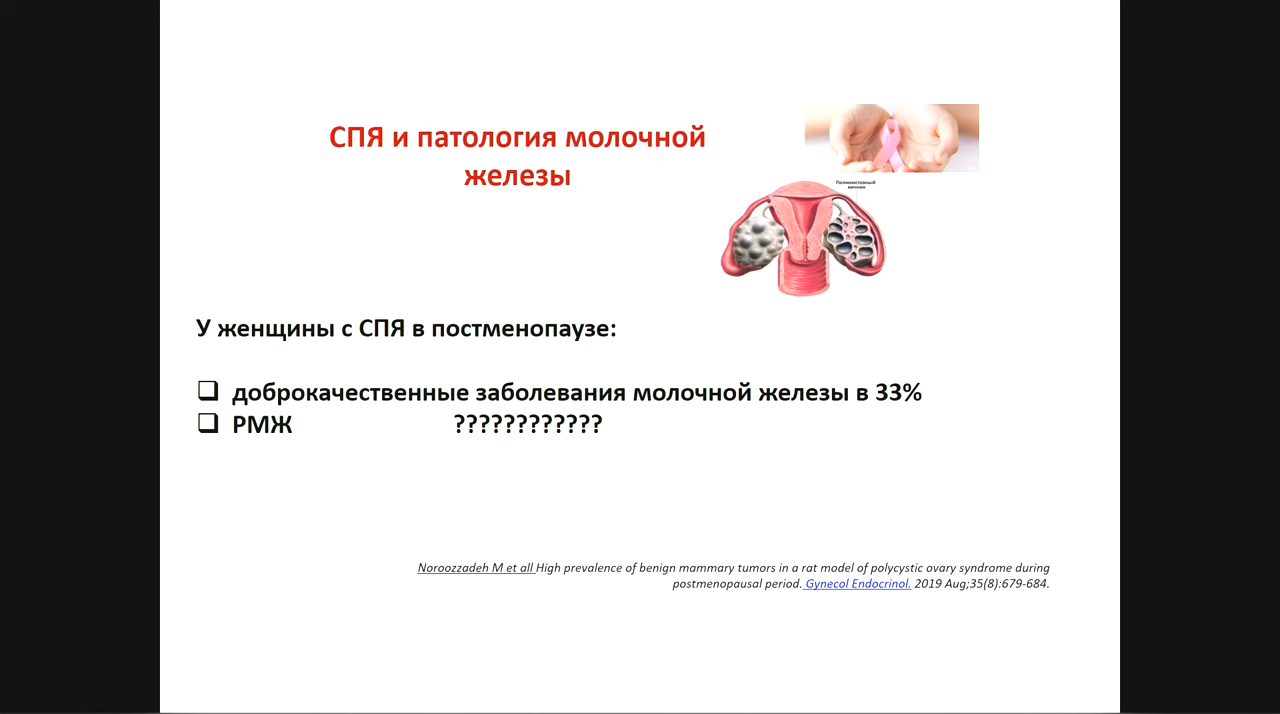 СПЯ и патология молочной
железы
Поликистозный
яичник
У женщины с СПЯ в постменопаузе:
❑ доброкачественные заболевания молочной железы в 33%
❑ РМЖ ????????????
Noroozzadeh M et all High prevalence of benign mammary tumors in a rat model of polycystic ovary syndrome during
postmenopausal period. Gynecol Endocrinol. 2019 Aug;35(8):679-684.